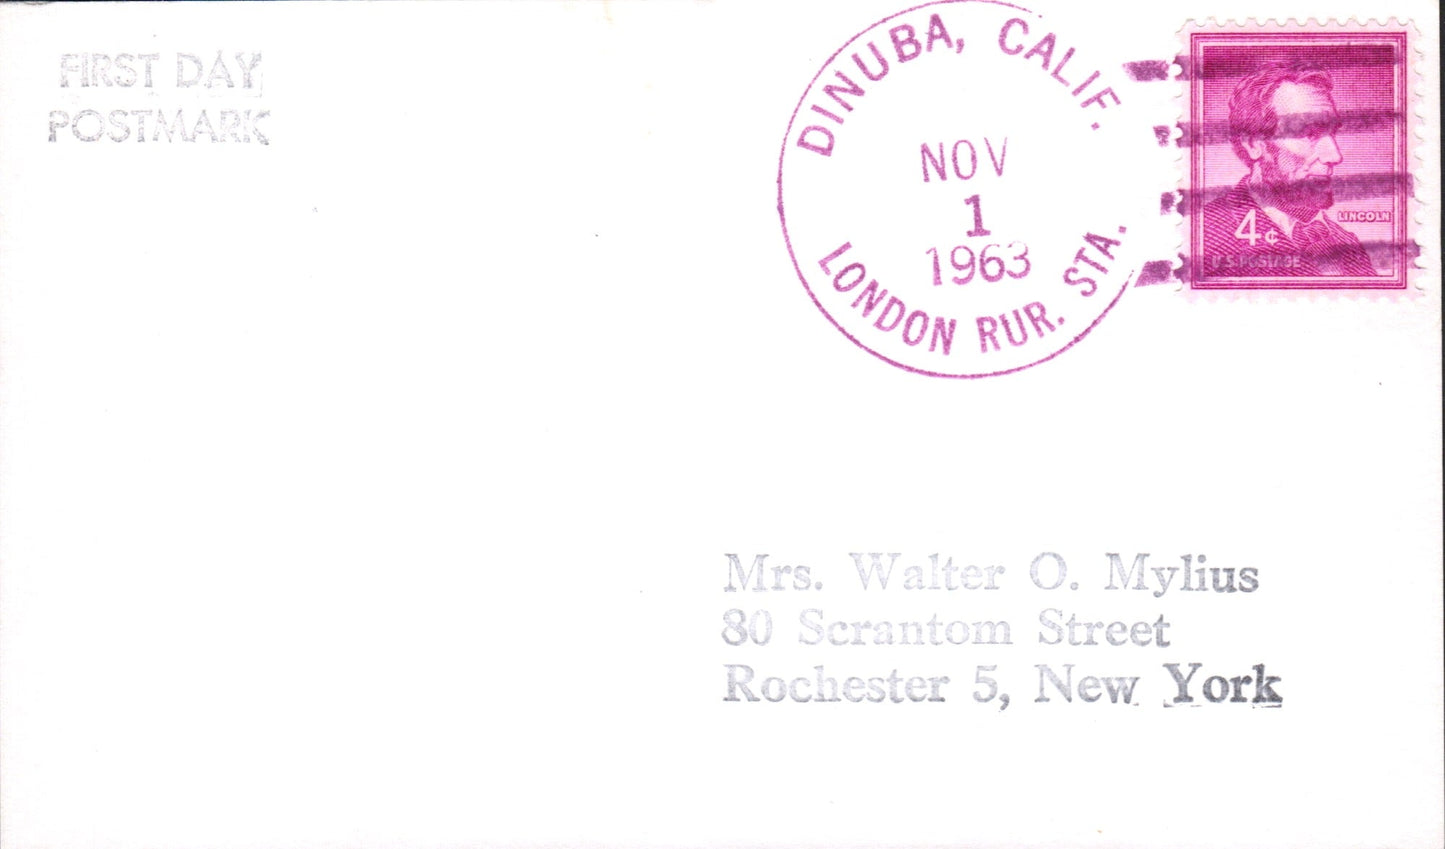 FIRST DAY
POSTMARK
DINUBA, CALIF.
NOV
1
1963
LONDON RUR. STA.
LINCOLN
4¢
U.S. POSTAGE
Mrs. Walter O. Mylius
80 Scrantom Street
Rochester 5, New York